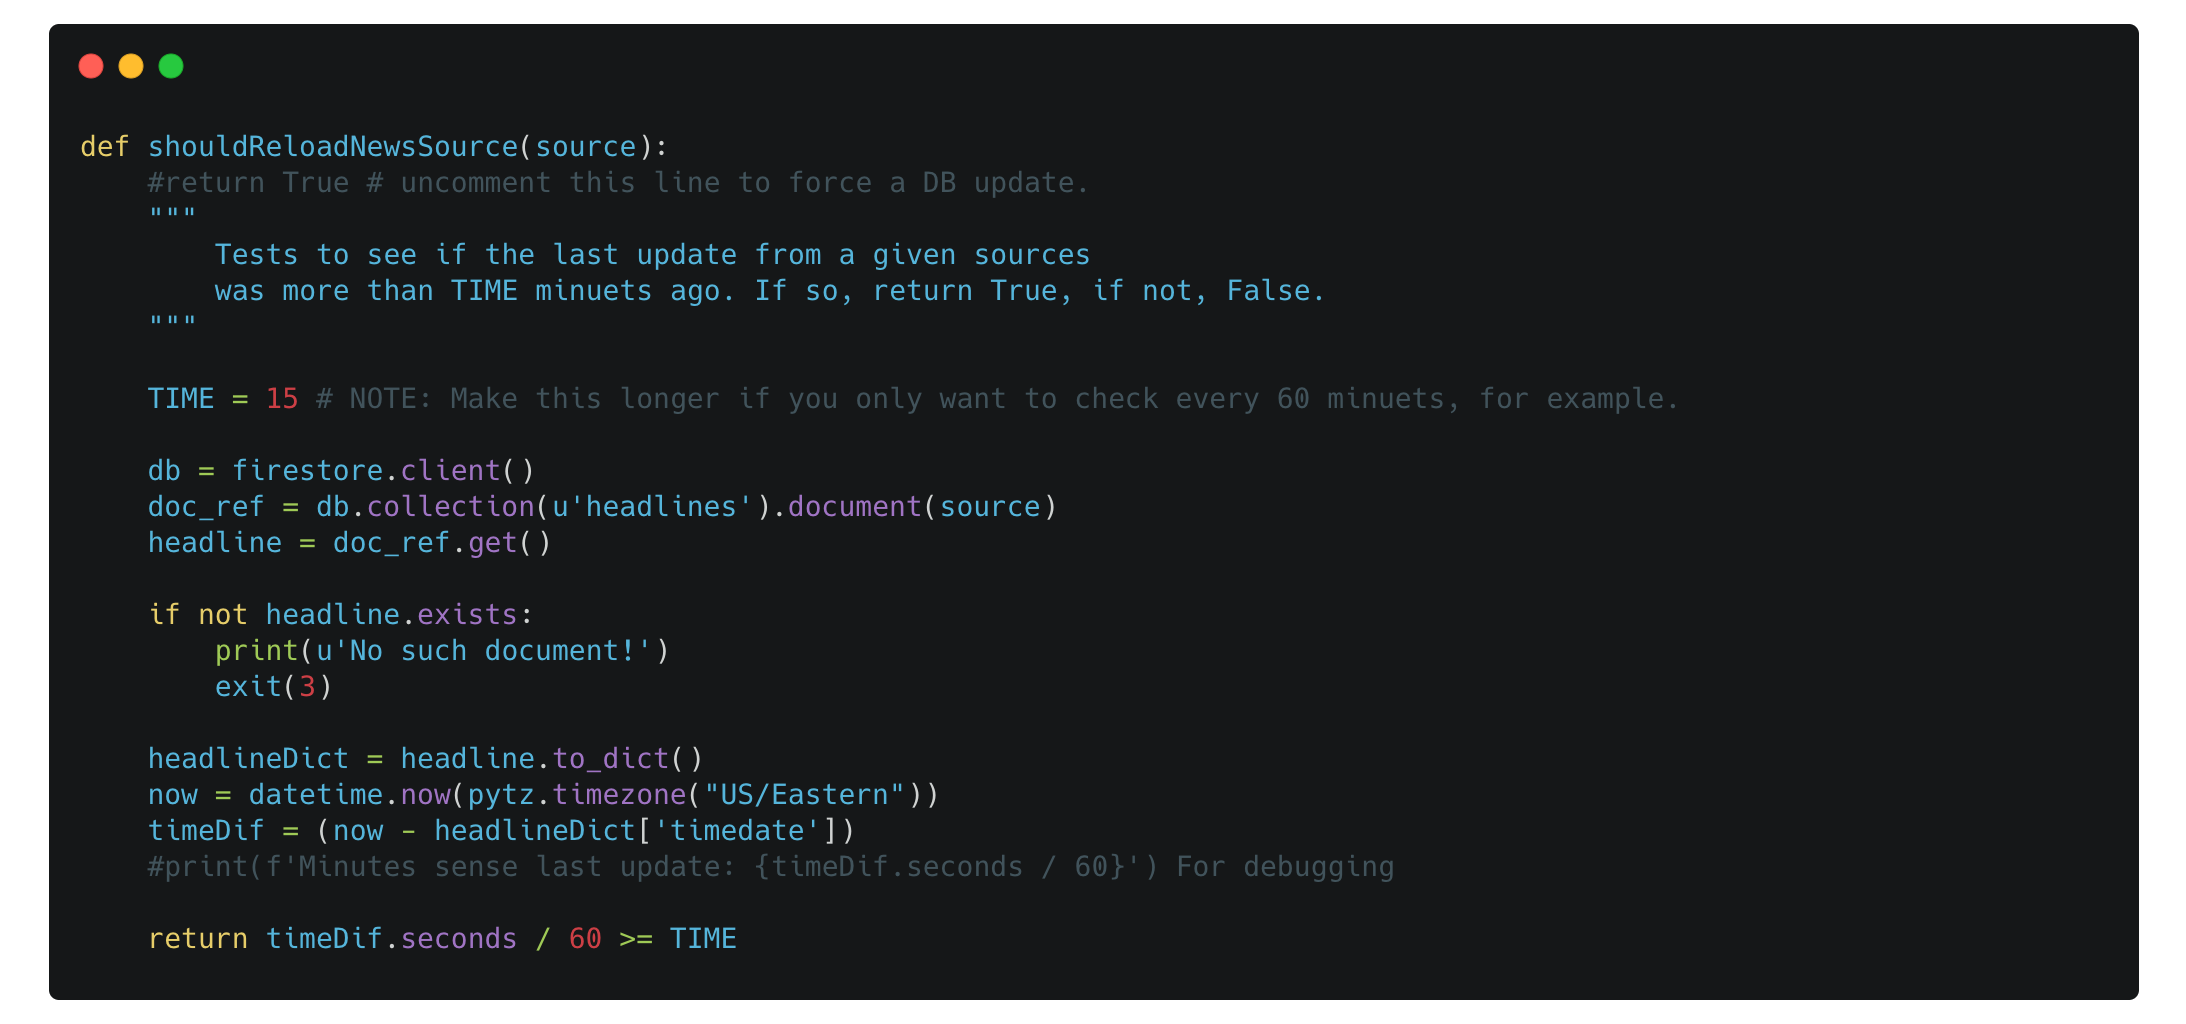 def shouldReloadNewsSource(source):
    #return True # uncomment this line to force a DB update.
    """
        Tests to see if the last update from a given sources
        was more than TIME minuets ago. If so, return True, if not, False.
    """
    TIME = 15 # NOTE: Make this longer if you only want to check every 60 minuets, for example.
    db = firestore.client()
    doc_ref = db.collection(u'headlines').document(source)
    headline = doc_ref.get()
    if not headline.exists:
        print(u'No such document!')
        exit(3)
    headlineDict = headline.to_dict()
    now = datetime.now(pytz.timezone("US/Eastern"))
    timeDif = (now - headlineDict['timedate'])
    #print(f'Minutes sense last update: {timeDif.seconds / 60}') For debugging
    return timeDif.seconds / 60 >= TIME